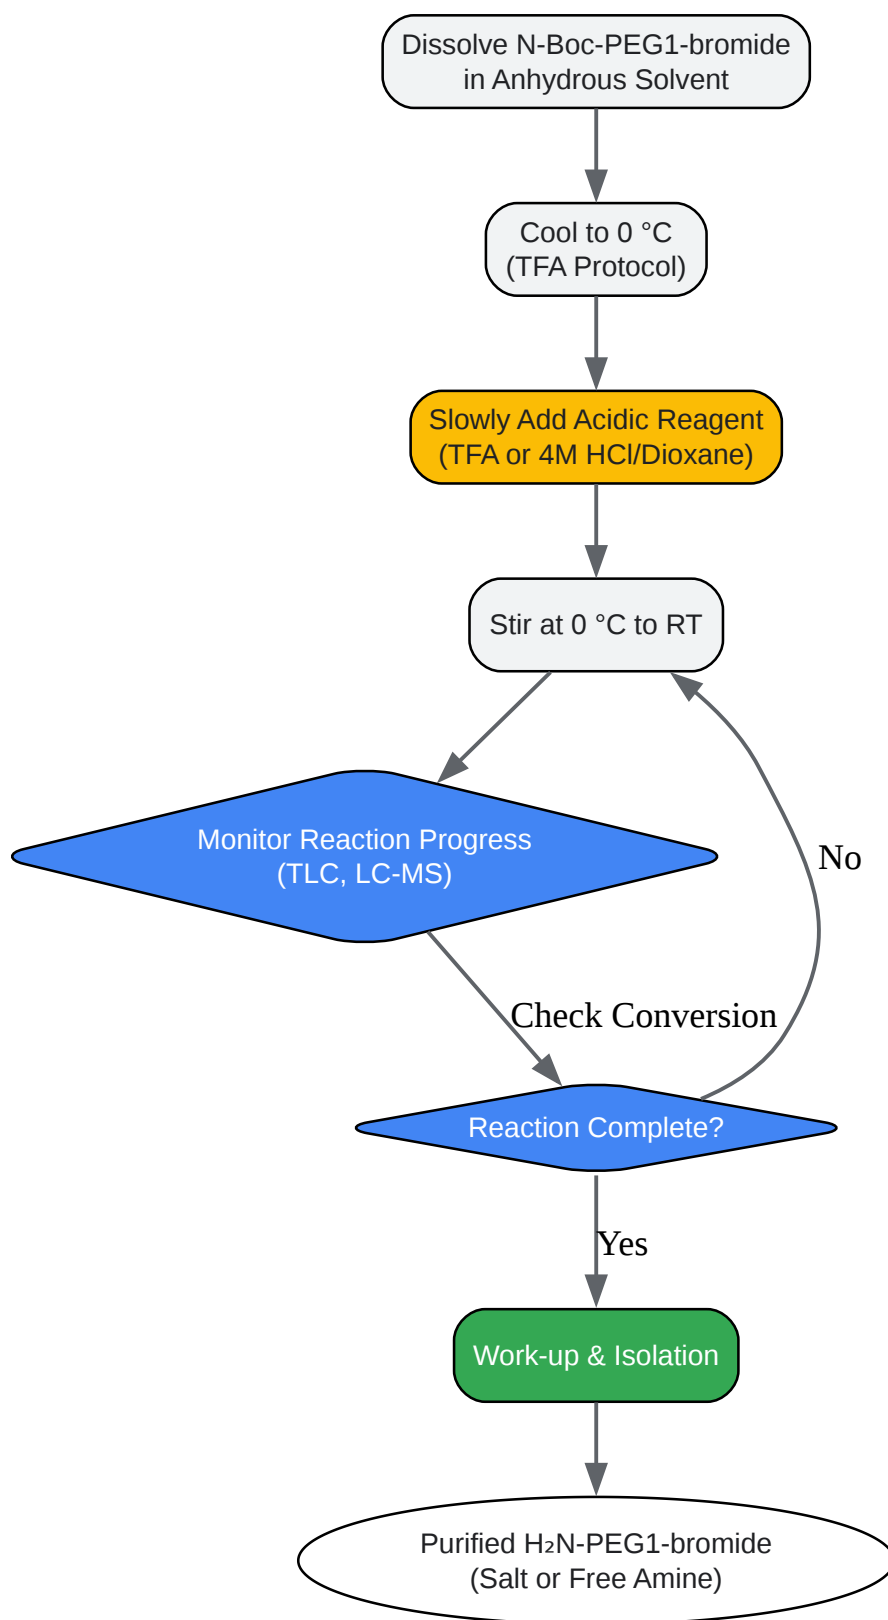 Dissolve N-Boc-PEG1-bromide
in Anhydrous Solvent
Cool to 0 °C
(TFA Protocol)
Slowly Add Acidic Reagent
(TFA or 4M HCl/Dioxane)
Stir at 0 °C to RT
Monitor Reaction Progress
(TLC, LC-MS)
No
Check Conversion
Reaction Complete?
Yes
Work-up & Isolation
Purified H₂N-PEG1-bromide
(Salt or Free Amine)